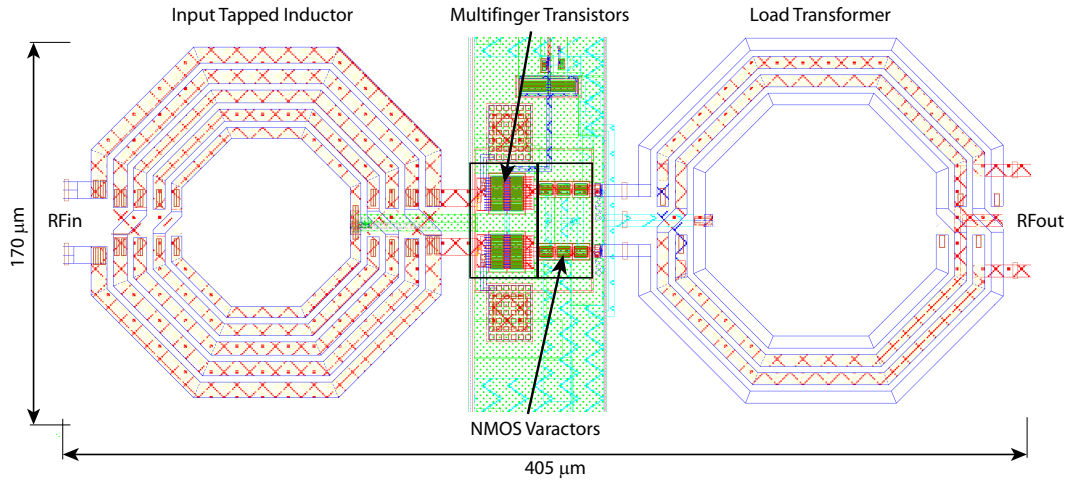 Input Tapped Inductor
Multifinger Transistors
Load Transformer
170 μm
RFin
RFout
NMOS Varactors
405 μm